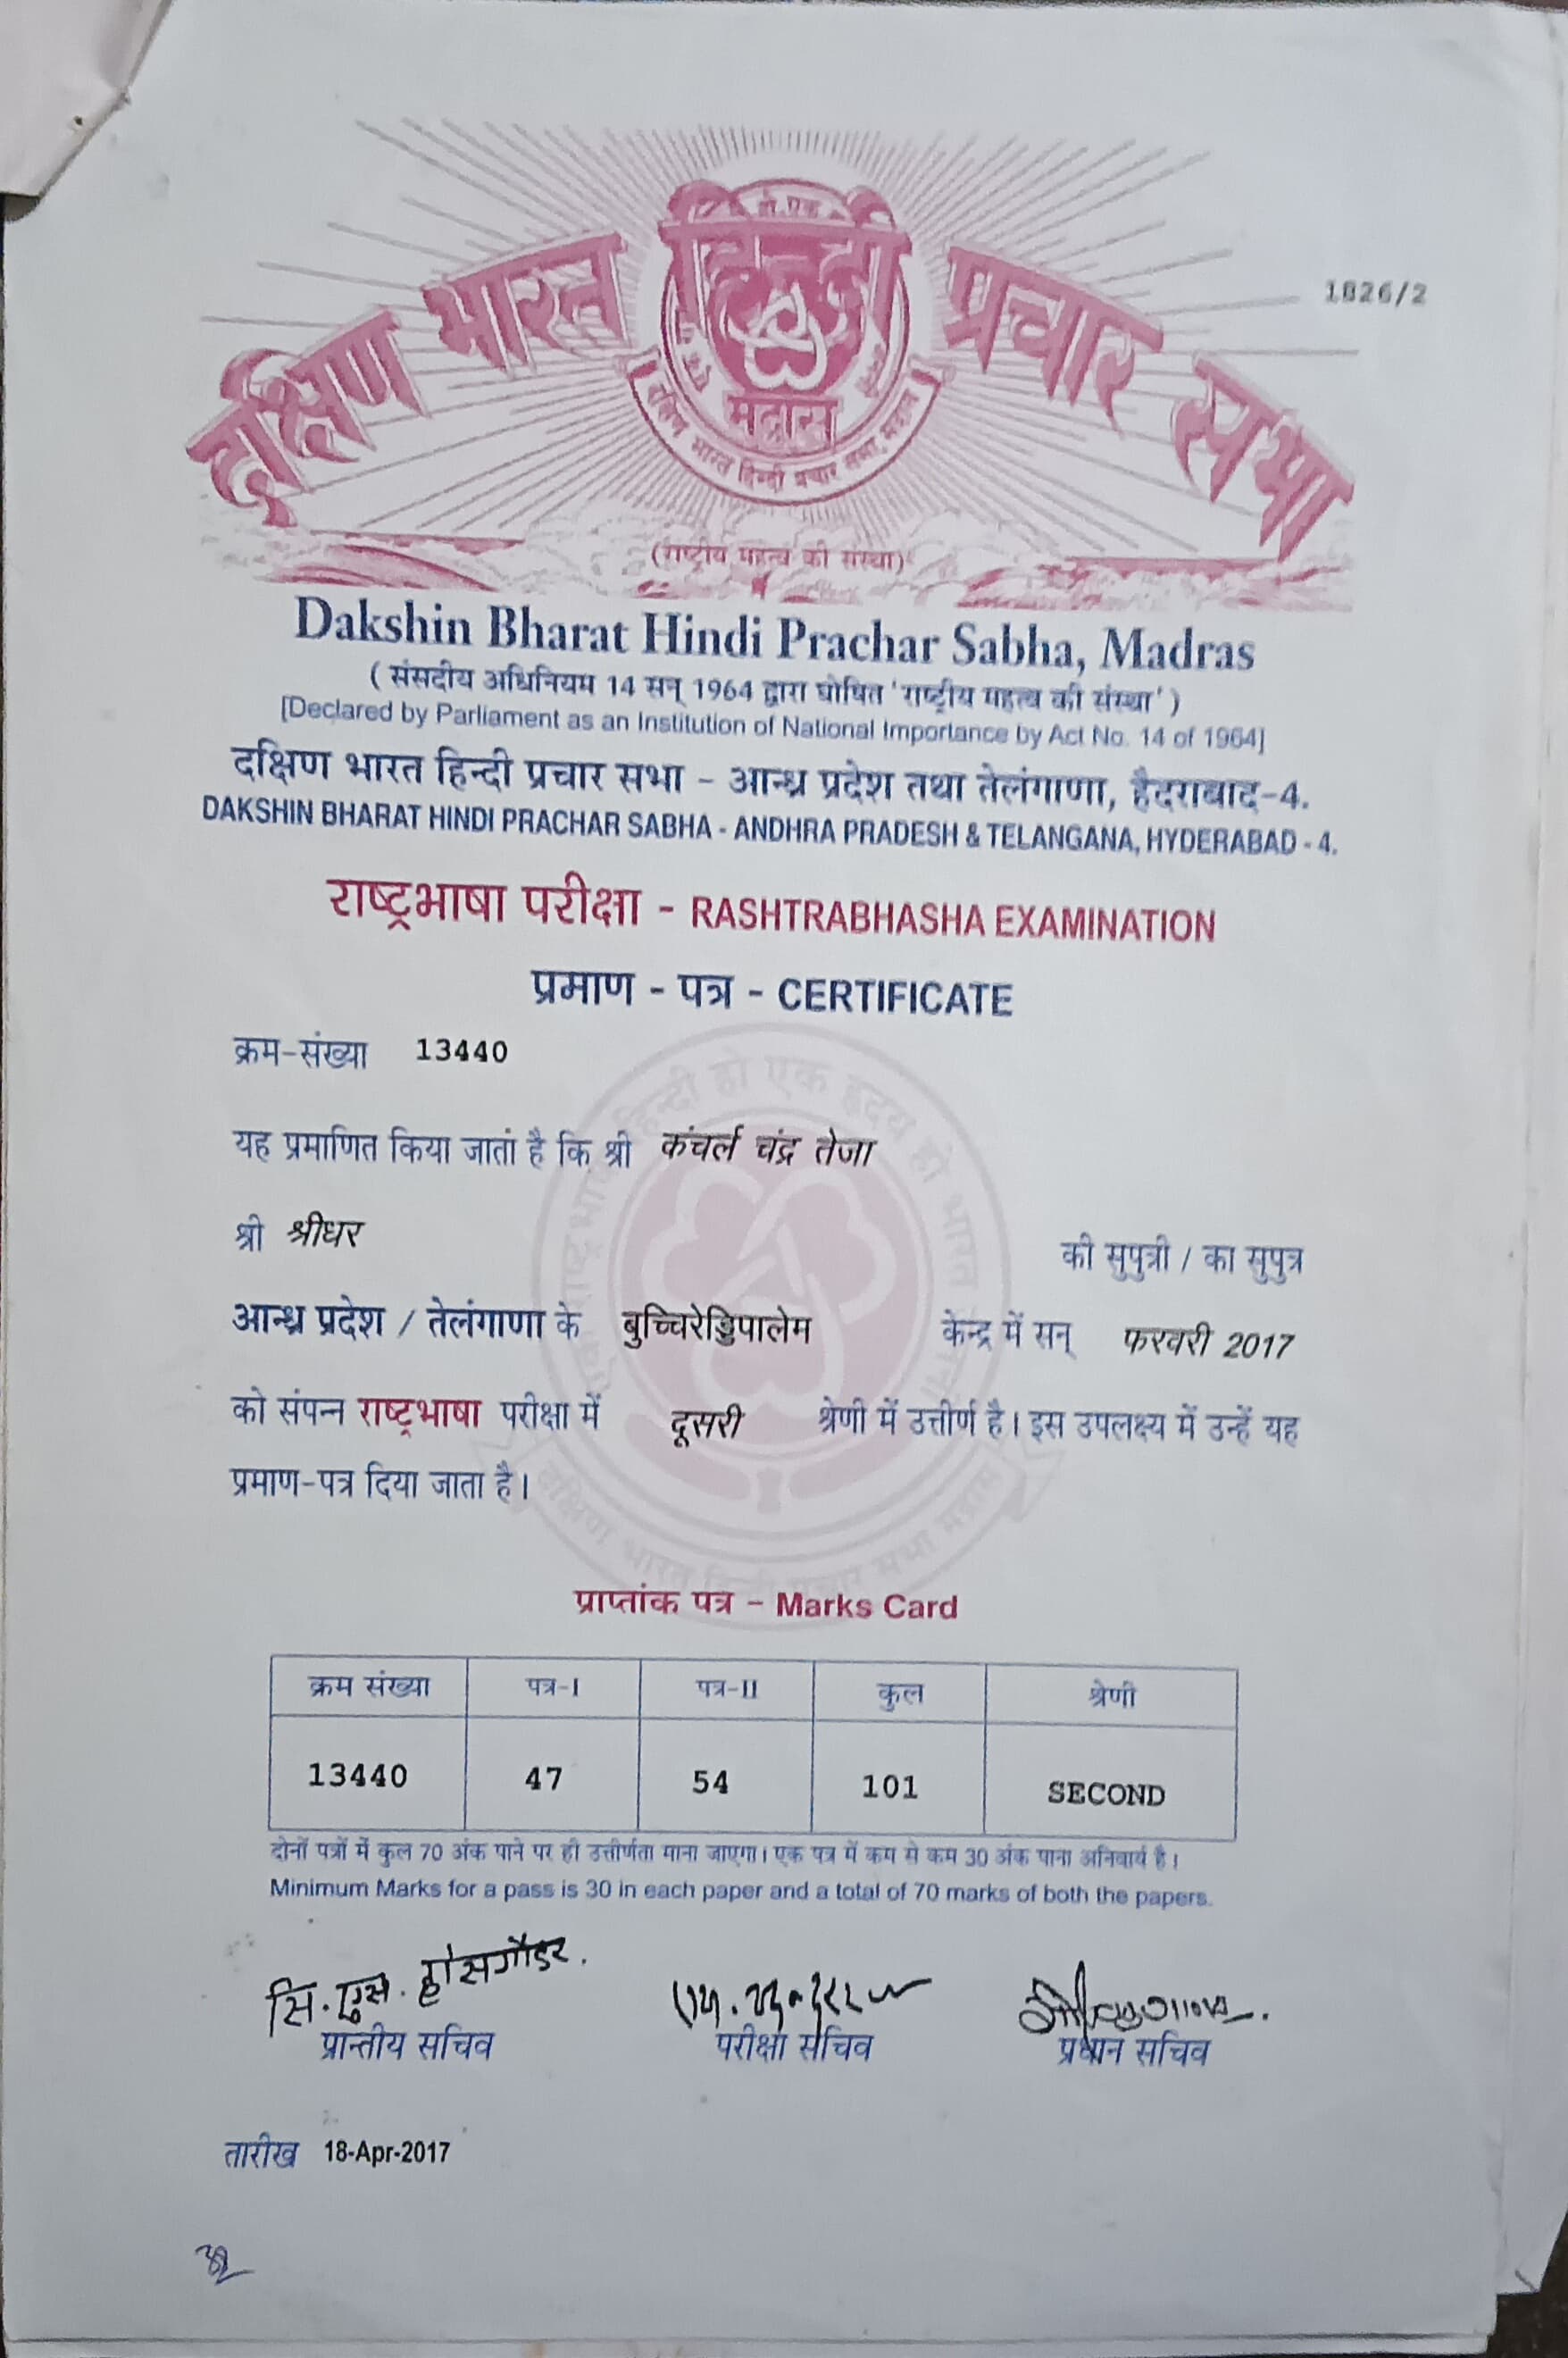 1826/2
दक्षिण भारत हिन्दी प्रचार सभा
मद्रास
दक्षिण भारत हिन्दी प्रचार सभा, मद्रास
(राष्ट्रीय महत्व की संस्था)
Dakshin Bharat Hindi Prachar Sabha, Madras
( संसदीय अधिनियम 14 सन् 1964 द्वारा घोषित 'राष्ट्रीय महत्व की संस्था' )
[Declared by Parliament as an Institution of National Importance by Act No. 14 of 1964]
दक्षिण भारत हिन्दी प्रचार सभा - आन्ध्र प्रदेश तथा तेलंगाणा, हैदराबाद-4.
DAKSHIN BHARAT HINDI PRACHAR SABHA - ANDHRA PRADESH & TELANGANA, HYDERABAD - 4.
राष्ट्रभाषा परीक्षा - RASHTRABHASHA EXAMINATION
प्रमाण - पत्र - CERTIFICATE
क्रम-संख्या 13440
यह प्रमाणित किया जाता है कि श्री कंचर्ल चंद्र तेजा
श्री श्रीधर की सुपुत्री / का सुपुत्र
आन्ध्र प्रदेश / तेलंगाणा के बुच्चिरेड्डिपालेम केन्द्र में सन् फरवरी 2017
को संपन्न राष्ट्रभाषा परीक्षा में दूसरी श्रेणी में उत्तीर्ण है। इस उपलक्ष्य में उन्हें यह
प्रमाण-पत्र दिया जाता है।
प्राप्तांक पत्र - Marks Card
क्रम संख्या पत्र-I पत्र-II कुल श्रेणी
13440 47 54 101 SECOND
दोनों पत्रों में कुल 70 अंक पाने पर ही उत्तीर्णता माना जाएगा। एक पत्र में कम से कम 30 अंक पाना अनिवार्य है।
Minimum Marks for a pass is 30 in each paper and a total of 70 marks of both the papers.
सि. एस. होसगौडर.
प्रान्तीय सचिव परीक्षा सचिव प्रधान सचिव
तारीख 18-Apr-2017